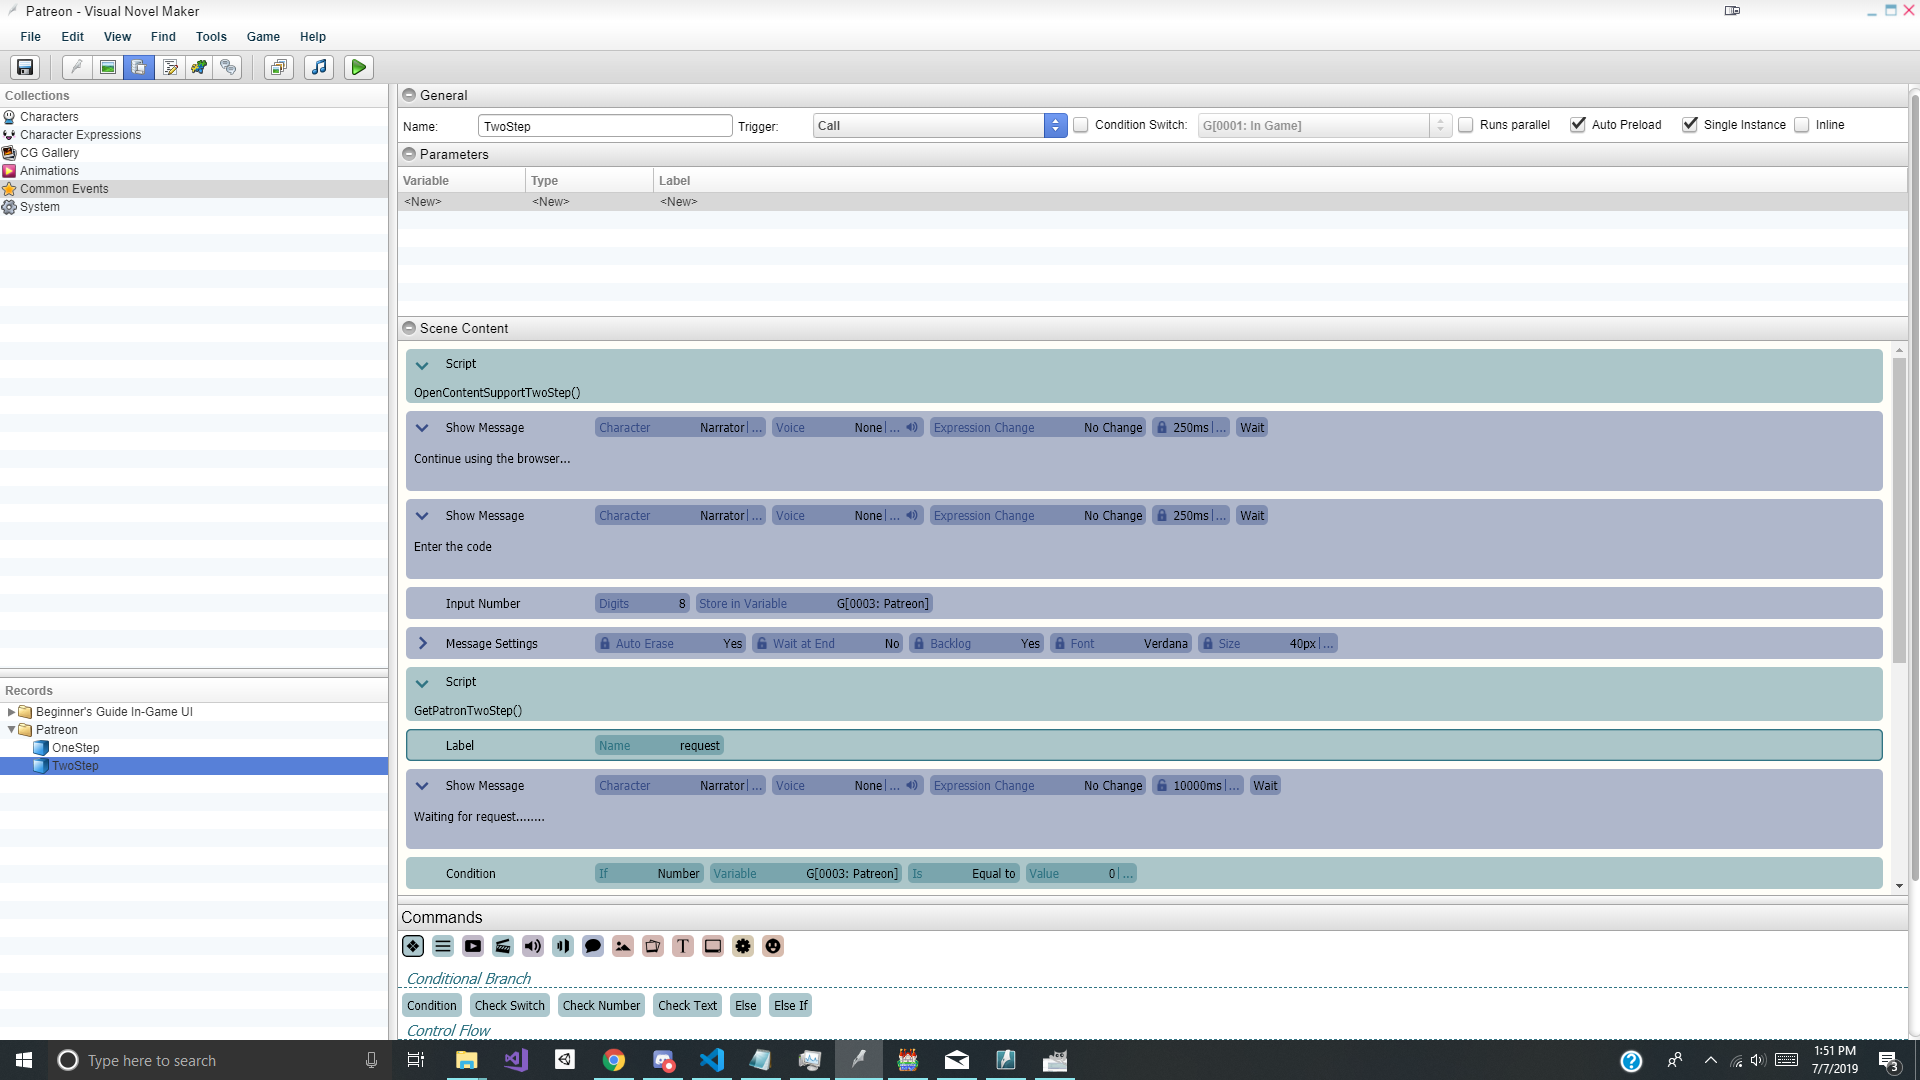 Patreon - Visual Novel Maker
File Edit View Find Tools Game Help
Collections
Characters
Character Expressions
CG Gallery
Animations
Common Events
System
Records
Beginner's Guide In-Game UI
Patreon
OneStep
TwoStep
General
Name: TwoStep Trigger: Call Condition Switch: G[0001: In Game] Runs parallel Auto Preload Single Instance Inline
Parameters
Variable Type Label
<New> <New> <New>
Scene Content
Script
OpenContentSupportTwoStep()
Show Message Character Narrator|... Voice None|... Expression Change No Change 250ms|... Wait
Continue using the browser...
Show Message Character Narrator|... Voice None|... Expression Change No Change 250ms|... Wait
Enter the code
Input Number Digits 8 Store in Variable G[0003: Patreon]
Message Settings Auto Erase Yes Wait at End No Backlog Yes Font Verdana Size 40px|...
Script
GetPatronTwoStep()
Label Name request
Show Message Character Narrator|... Voice None|... Expression Change No Change 10000ms|... Wait
Waiting for request........
Condition If Number Variable G[0003: Patreon] Is Equal to Value 0|...
Commands
T
Conditional Branch
Condition Check Switch Check Number Check Text Else Else If
Control Flow
Type here to search
1:51 PM
7/7/2019
3